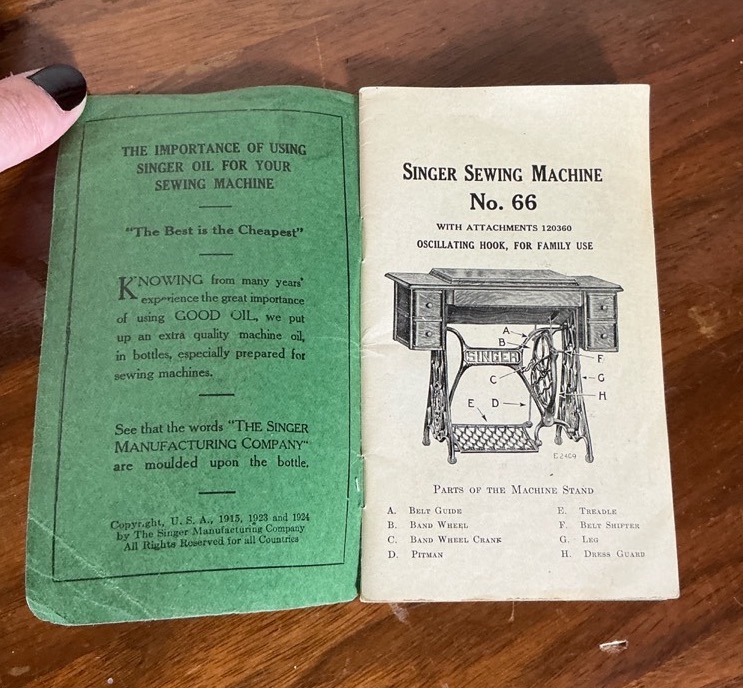 THE IMPORTANCE OF USING
SINGER OIL FOR YOUR
SEWING MACHINE
"The Best is the Cheapest"
KNOWING from many years'
experience the great importance
of using GOOD OIL, we put
up an extra quality machine oil,
in bottles, especially prepared for
sewing machines.
See that the words "THE SINGER
MANUFACTURING COMPANY"
are moulded upon the bottle.
Copyright, U. S. A., 1915, 1923 and 1924
by The Singer Manufacturing Company
All Rights Reserved for all Countries
SINGER SEWING MACHINE
No. 66
WITH ATTACHMENTS 120360
OSCILLATING HOOK, FOR FAMILY USE
A
B
SINGER
F
C
G
H
E
D
E2409
PARTS OF THE MACHINE STAND
A. BELT GUIDE
B. BAND WHEEL
C. BAND WHEEL CRANK
D. PITMAN
E. TREADLE
F. BELT SHIFTER
G. LEG
H. DRESS GUARD